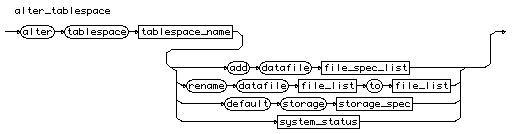 alter_tablespace
alter tablespace tablespace_name
add datafile file_spec_list
rename datafile file_list to file_list
default storage storage_spec
system_status